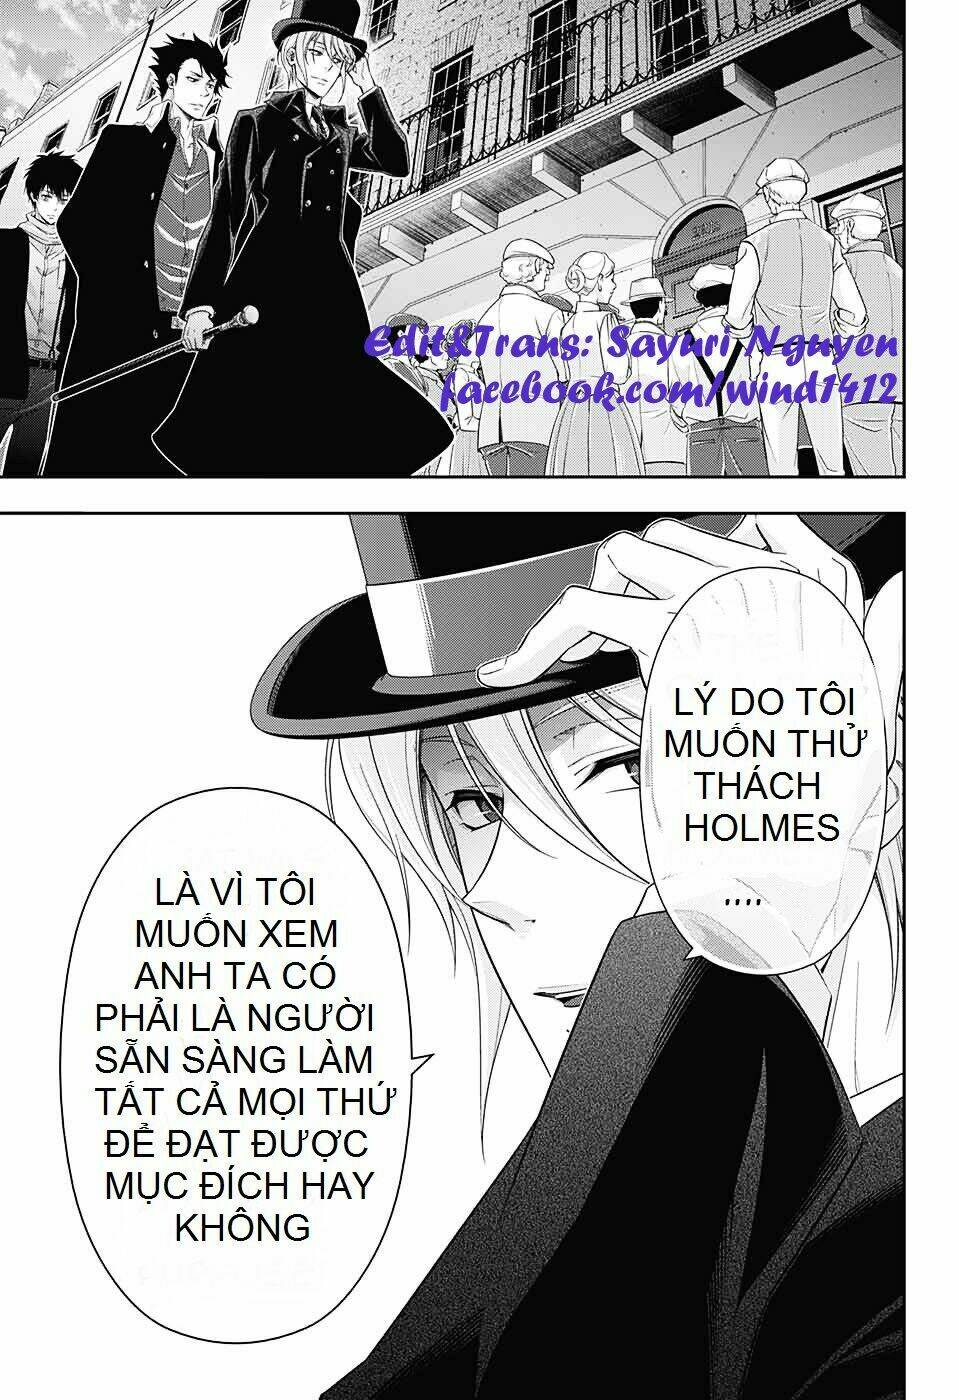 Edit&Trans: Sayuri Nguyen
facebook.com/wind1412
LÝ DO TÔI
MUỐN THỬ
THÁCH
HOLMES
....
LÀ VÌ TÔI
MUỐN XEM
ANH TA CÓ
PHẢI LÀ NGƯỜI
SẴN SÀNG LÀM
TẤT CẢ MỌI THỨ
ĐỂ ĐẠT ĐƯỢC
MỤC ĐÍCH HAY
KHÔNG